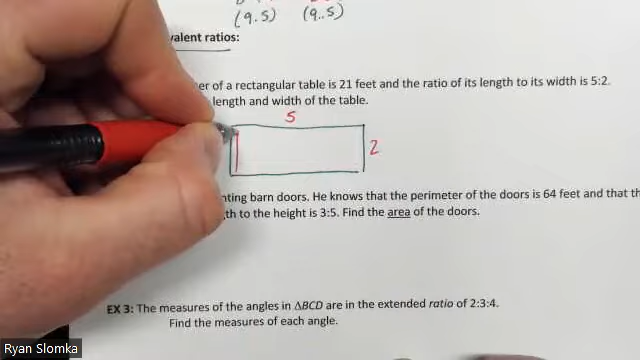 (9.5) (9..5)
valent ratios:
er of a rectangular table is 21 feet and the ratio of its length to its width is 5:2.
length and width of the table.
5
2
nting barn doors. He knows that the perimeter of the doors is 64 feet and that th
th to the height is 3:5. Find the area of the doors.
EX 3: The measures of the angles in ΔBCD are in the extended ratio of 2:3:4.
Find the measures of each angle.
Ryan Slomka